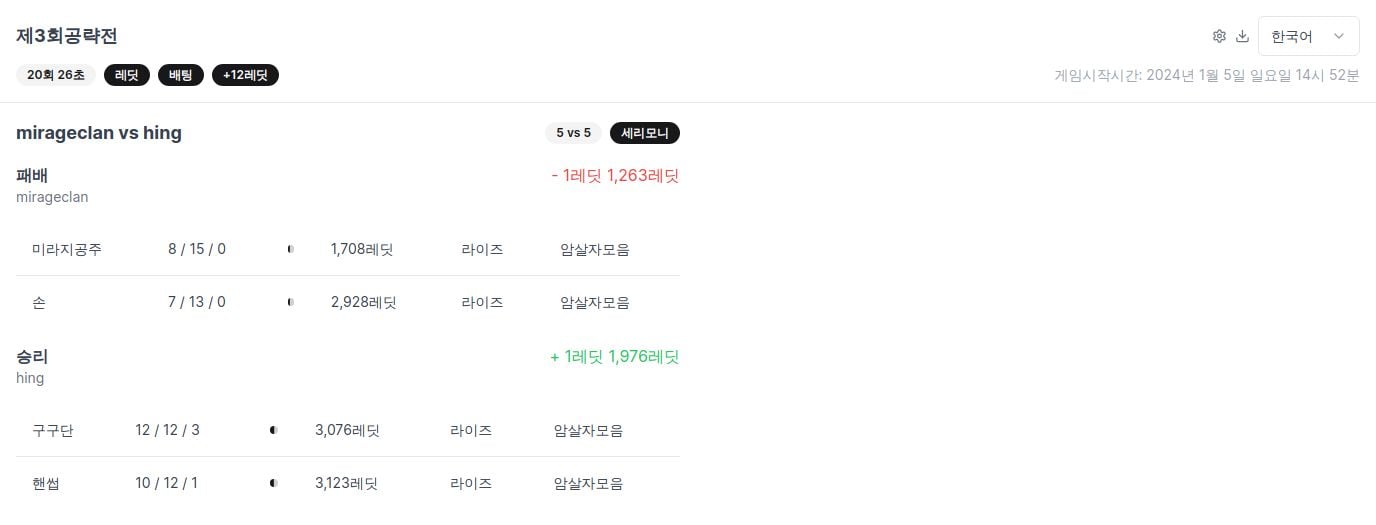 제3회공략전
한국어
20회 26초 레딧 배팅 +12레딧
게임시작시간: 2024년 1월 5일 일요일 14시 52분
mirageclan vs hing
5 vs 5 세리모니
패배
- 1레딧 1,263레딧
mirageclan
미라지공주 8 / 15 / 0 1,708레딧 라이즈 암살자모음
손 7 / 13 / 0 2,928레딧 라이즈 암살자모음
승리
+ 1레딧 1,976레딧
hing
구구단 12 / 12 / 3 3,076레딧 라이즈 암살자모음
핸썹 10 / 12 / 1 3,123레딧 라이즈 암살자모음